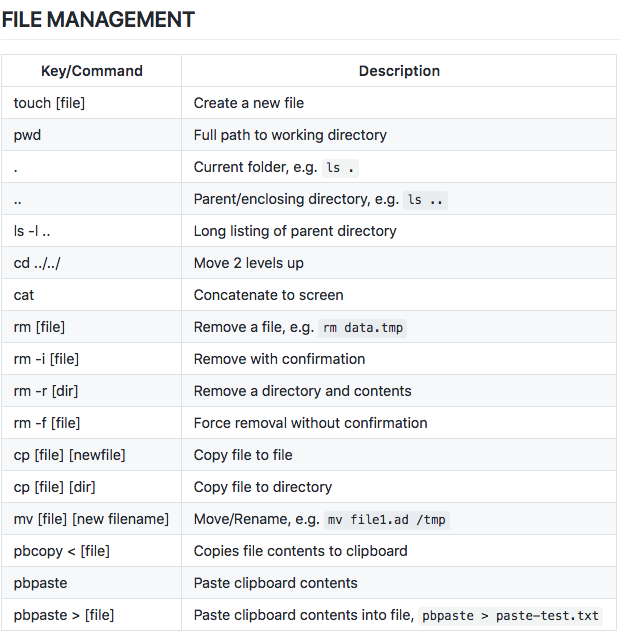 FILE MANAGEMENT
Key/Command Description
touch [file] Create a new file
pwd Full path to working directory
. Current folder, e.g. ls .
.. Parent/enclosing directory, e.g. ls ..
ls -l .. Long listing of parent directory
cd ../../ Move 2 levels up
cat Concatenate to screen
rm [file] Remove a file, e.g. rm data.tmp
rm -i [file] Remove with confirmation
rm -r [dir] Remove a directory and contents
rm -f [file] Force removal without confirmation
cp [file] [newfile] Copy file to file
cp [file] [dir] Copy file to directory
mv [file] [new filename] Move/Rename, e.g. mv file1.ad /tmp
pbcopy < [file] Copies file contents to clipboard
pbpaste Paste clipboard contents
pbpaste > [file] Paste clipboard contents into file, pbpaste > paste-test.txt